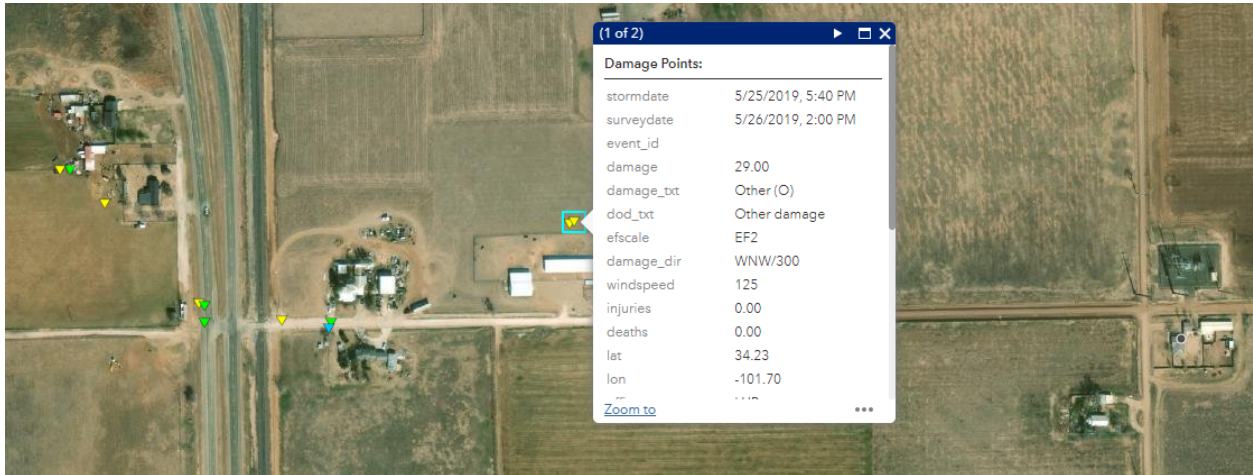 (1 of 2)
Damage Points:
stormdate 5/25/2019, 5:40 PM
surveydate 5/26/2019, 2:00 PM
event_id
damage 29.00
damage_txt Other (O)
dod_txt Other damage
efscale EF2
damage_dir WNW/300
windspeed 125
injuries 0.00
deaths 0.00
lat 34.23
lon -101.70
Zoom to